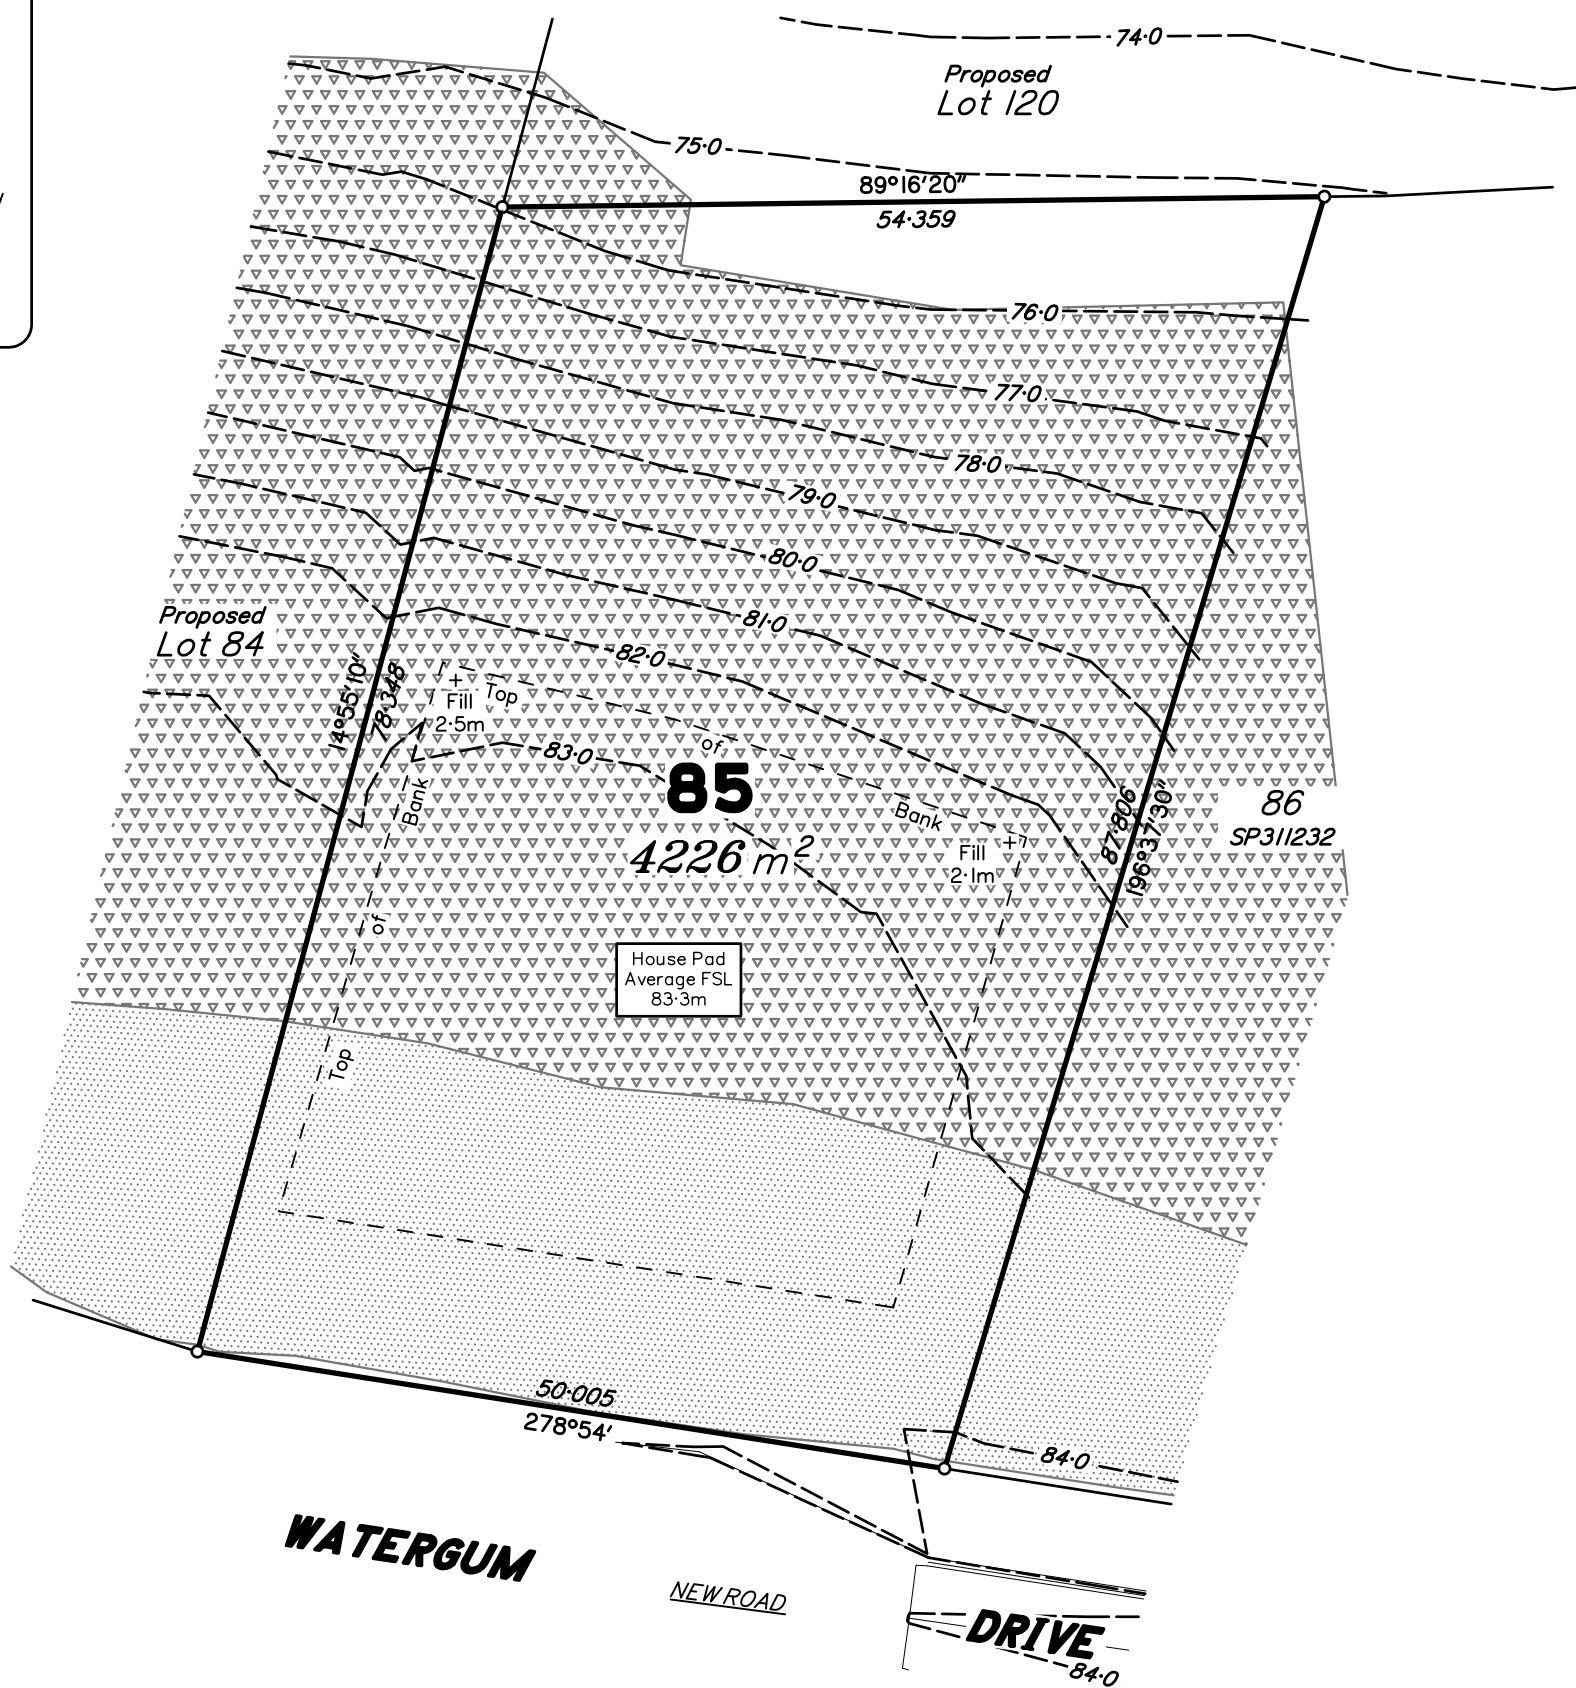 74·0
Proposed
Lot 120
75·0
89°16'20"
54·359
76·0
77·0
78·0
79·0
80·0
81·0
82·0
Proposed
Lot 84
14°55'10"
78·348
+
Fill
2·5m
Top
of
Bank
83·0
85
4226 m²
Bank
of
Top
Fill +
2·1m
87·806
196°37'30"
86
SP311232
House Pad
Average FSL
83·3m
50·005
278°54'
84·0
WATERGUM
NEW ROAD
DRIVE
84·0